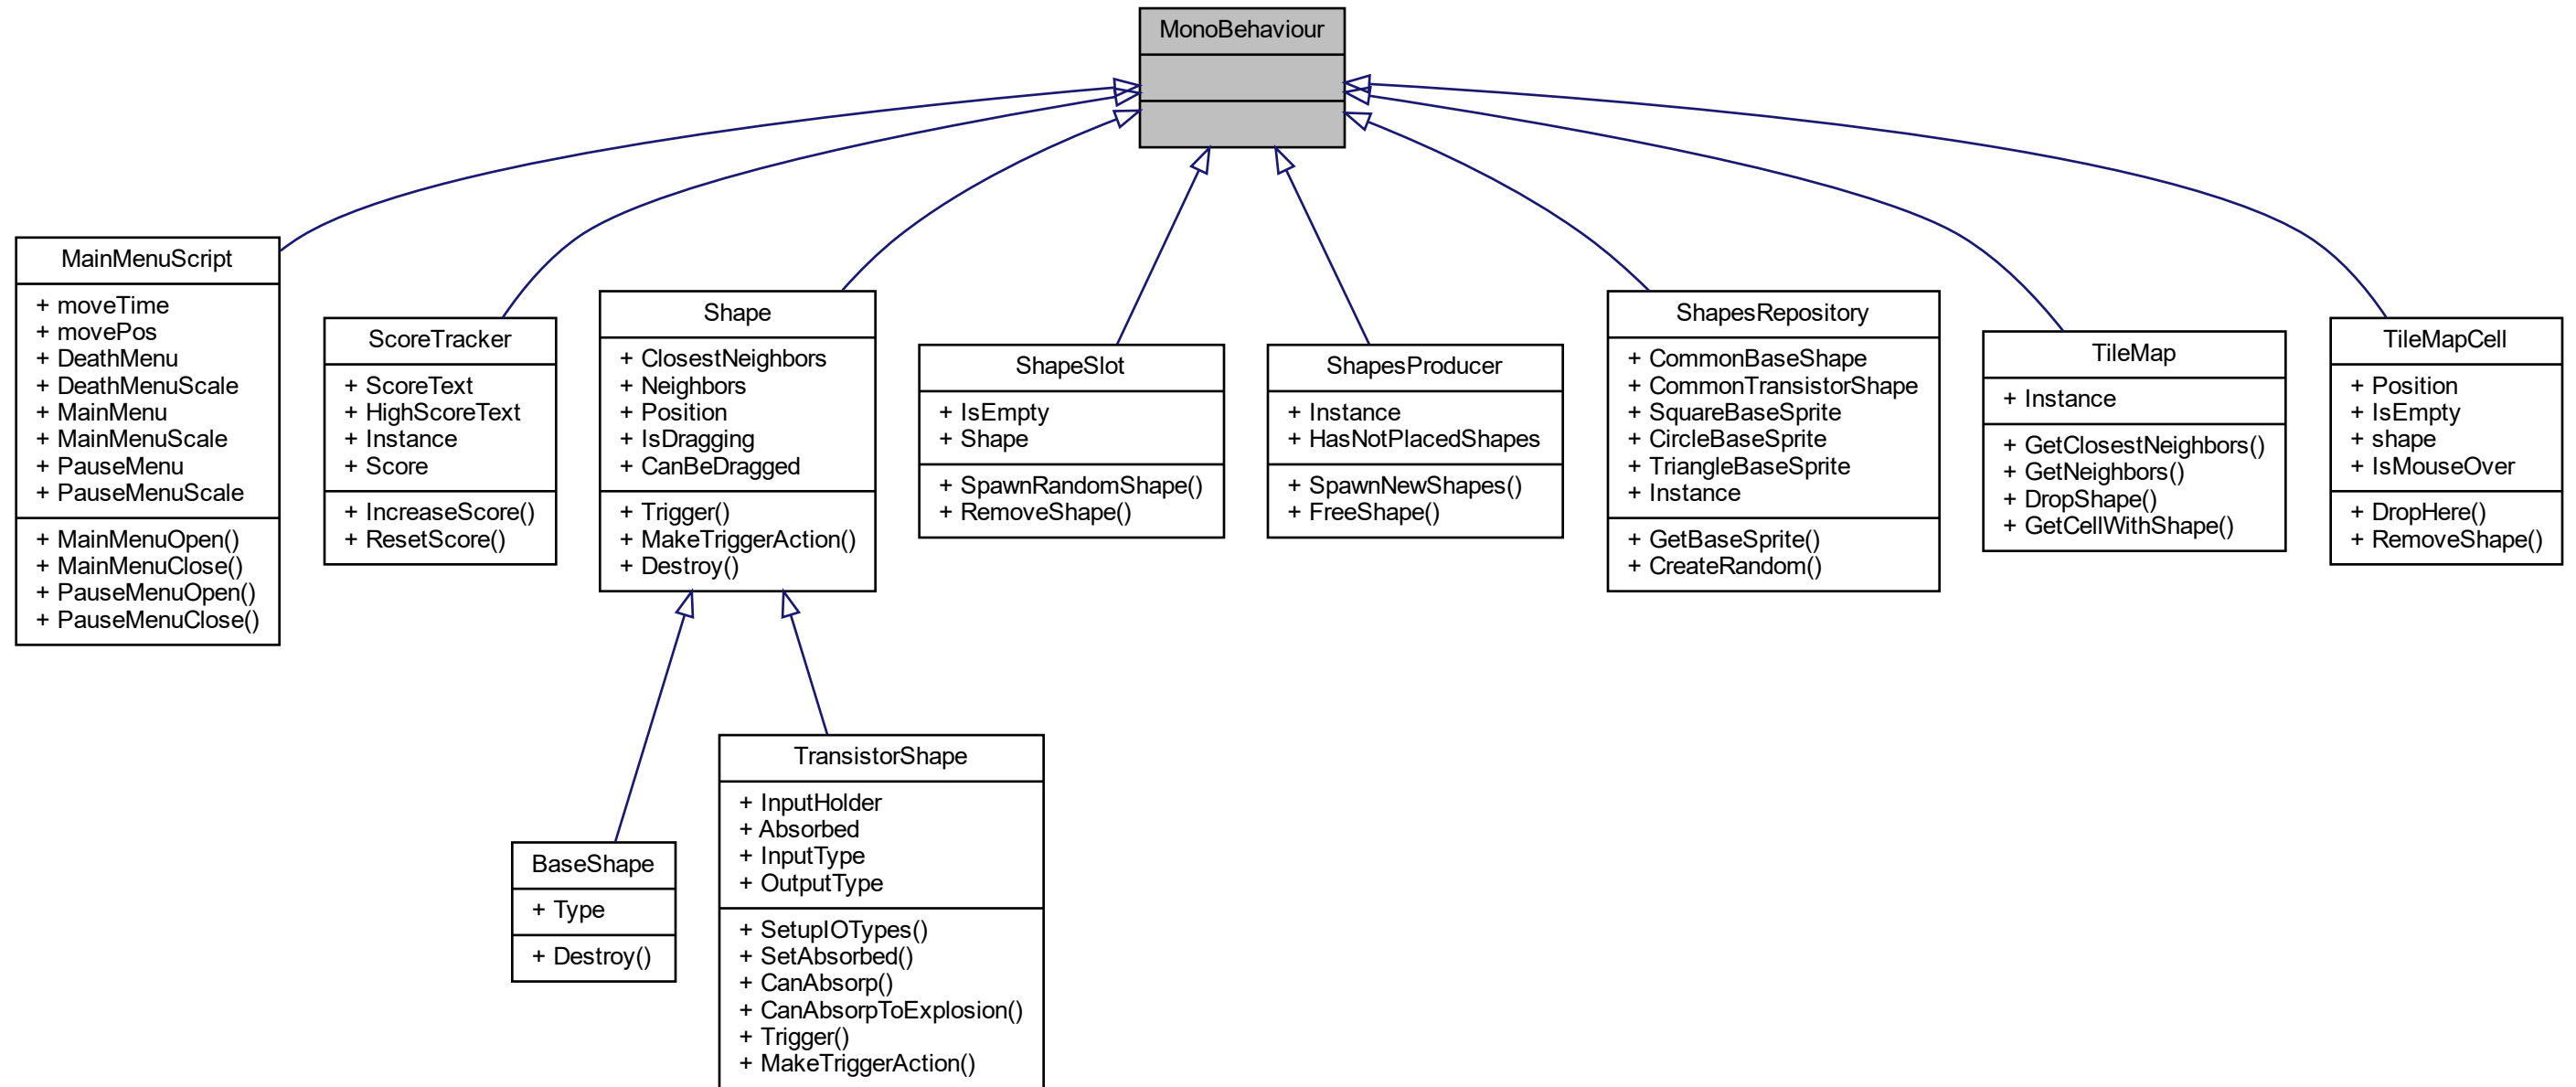 MonoBehaviour
MainMenuScript
+ moveTime
+ movePos
+ DeathMenu
+ DeathMenuScale
+ MainMenu
+ MainMenuScale
+ PauseMenu
+ PauseMenuScale
+ MainMenuOpen()
+ MainMenuClose()
+ PauseMenuOpen()
+ PauseMenuClose()
ScoreTracker
+ ScoreText
+ HighScoreText
+ Instance
+ Score
+ IncreaseScore()
+ ResetScore()
Shape
+ ClosestNeighbors
+ Neighbors
+ Position
+ IsDragging
+ CanBeDragged
+ Trigger()
+ MakeTriggerAction()
+ Destroy()
ShapeSlot
+ IsEmpty
+ Shape
+ SpawnRandomShape()
+ RemoveShape()
ShapesProducer
+ Instance
+ HasNotPlacedShapes
+ SpawnNewShapes()
+ FreeShape()
ShapesRepository
+ CommonBaseShape
+ CommonTransistorShape
+ SquareBaseSprite
+ CircleBaseSprite
+ TriangleBaseSprite
+ Instance
+ GetBaseSprite()
+ CreateRandom()
TileMap
+ Instance
+ GetClosestNeighbors()
+ GetNeighbors()
+ DropShape()
+ GetCellWithShape()
TileMapCell
+ Position
+ IsEmpty
+ shape
+ IsMouseOver
+ DropHere()
+ RemoveShape()
BaseShape
+ Type
+ Destroy()
TransistorShape
+ InputHolder
+ Absorbed
+ InputType
+ OutputType
+ SetupIOTypes()
+ SetAbsorbed()
+ CanAbsorp()
+ CanAbsorpToExplosion()
+ Trigger()
+ MakeTriggerAction()